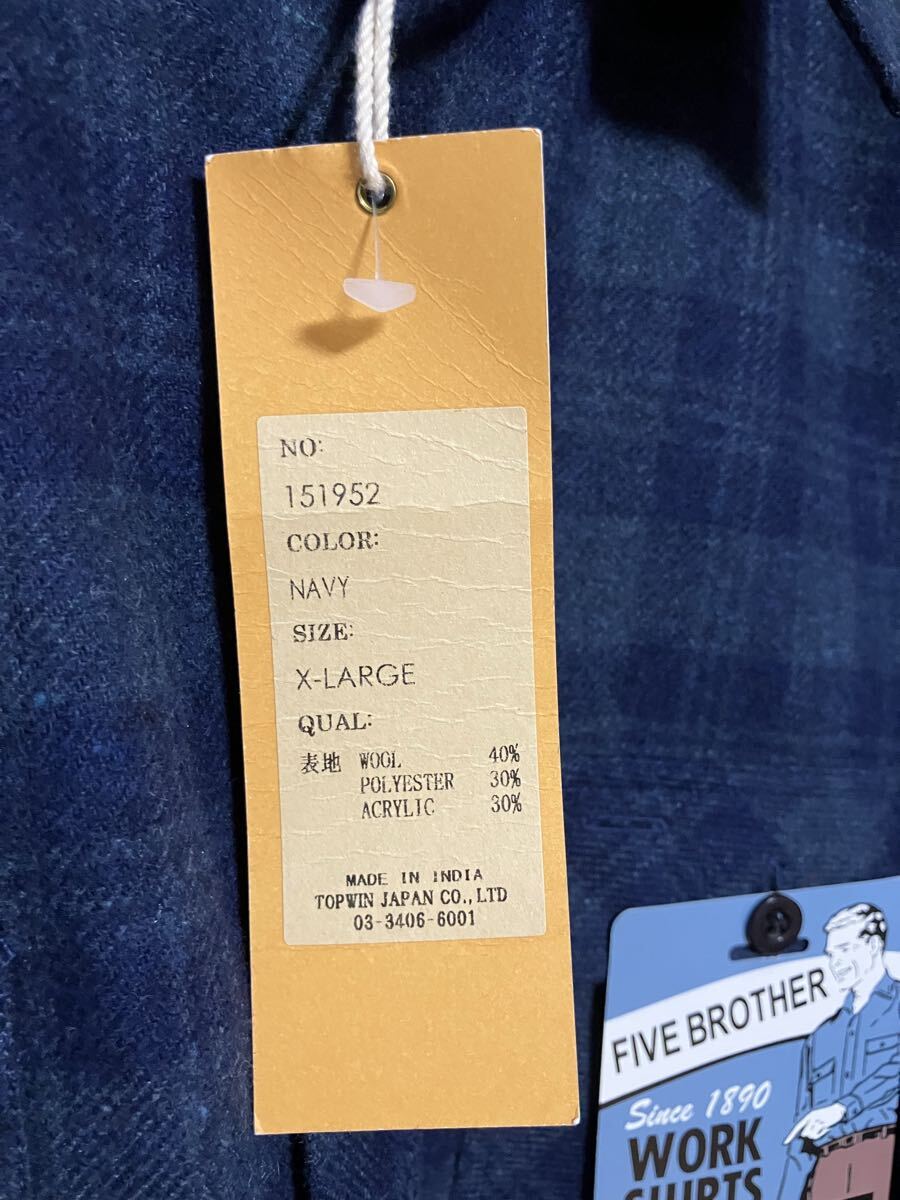 NO:
151952
COLOR:
NAVY
SIZE:
X-LARGE
QUAL:
表地 WOOL 40%
POLYESTER 30%
ACRYLIC 30%
MADE IN INDIA
TOPWIN JAPAN CO.,LTD
03-3406-6001
FIVE BROTHER
Since 1890
WORK
SHIRTS